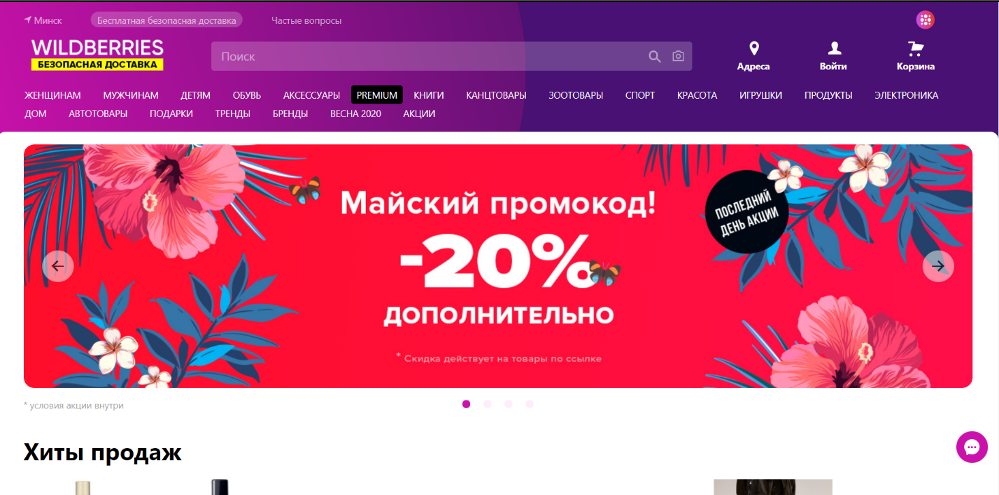 Минск Бесплатная безопасная доставка Частые вопросы
WILDBERRIES
БЕЗОПАСНАЯ ДОСТАВКА
Поиск
Адреса Войти Корзина
ЖЕНЩИНАМ МУЖЧИНАМ ДЕТЯМ ОБУВЬ АКСЕССУАРЫ PREMIUM КНИГИ КАНЦТОВАРЫ ЗООТОВАРЫ СПОРТ КРАСОТА ИГРУШКИ ПРОДУКТЫ ЭЛЕКТРОНИКА
ДОМ АВТОТОВАРЫ ПОДАРКИ ТРЕНДЫ БРЕНДЫ ВЕСНА 2020 АКЦИИ
Майский промокод!
-20%
ДОПОЛНИТЕЛЬНО
* Скидка действует на товары по ссылке
ПОСЛЕДНИЙ
ДЕНЬ АКЦИИ
* условия акции внутри
Хиты продаж